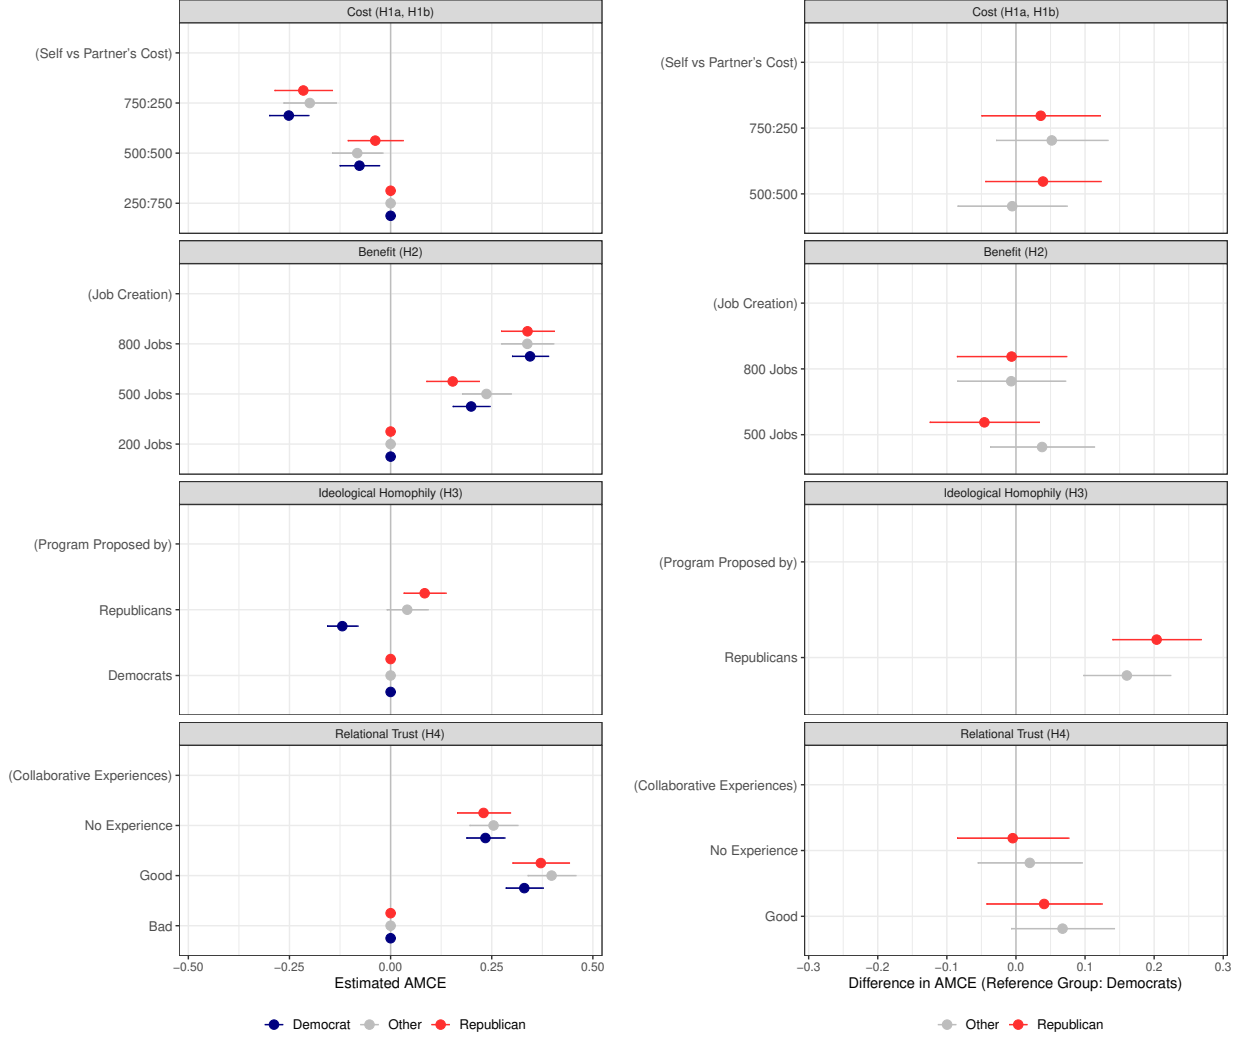 Cost (H1a, H1b)
(Self vs Partner's Cost)
750:250
500:500
250:750
Benefit (H2)
(Job Creation)
800 Jobs
500 Jobs
200 Jobs
Ideological Homophily (H3)
(Program Proposed by)
Republicans
Democrats
Relational Trust (H4)
(Collaborative Experiences)
No Experience
Good
Bad
−0.50 −0.25 0.00 0.25 0.50
Estimated AMCE
Democrat Other Republican
Cost (H1a, H1b)
(Self vs Partner's Cost)
750:250
500:500
Benefit (H2)
(Job Creation)
800 Jobs
500 Jobs
Ideological Homophily (H3)
(Program Proposed by)
Republicans
Relational Trust (H4)
(Collaborative Experiences)
No Experience
Good
−0.3 −0.2 −0.1 0.0 0.1 0.2 0.3
Difference in AMCE (Reference Group: Democrats)
Other Republican